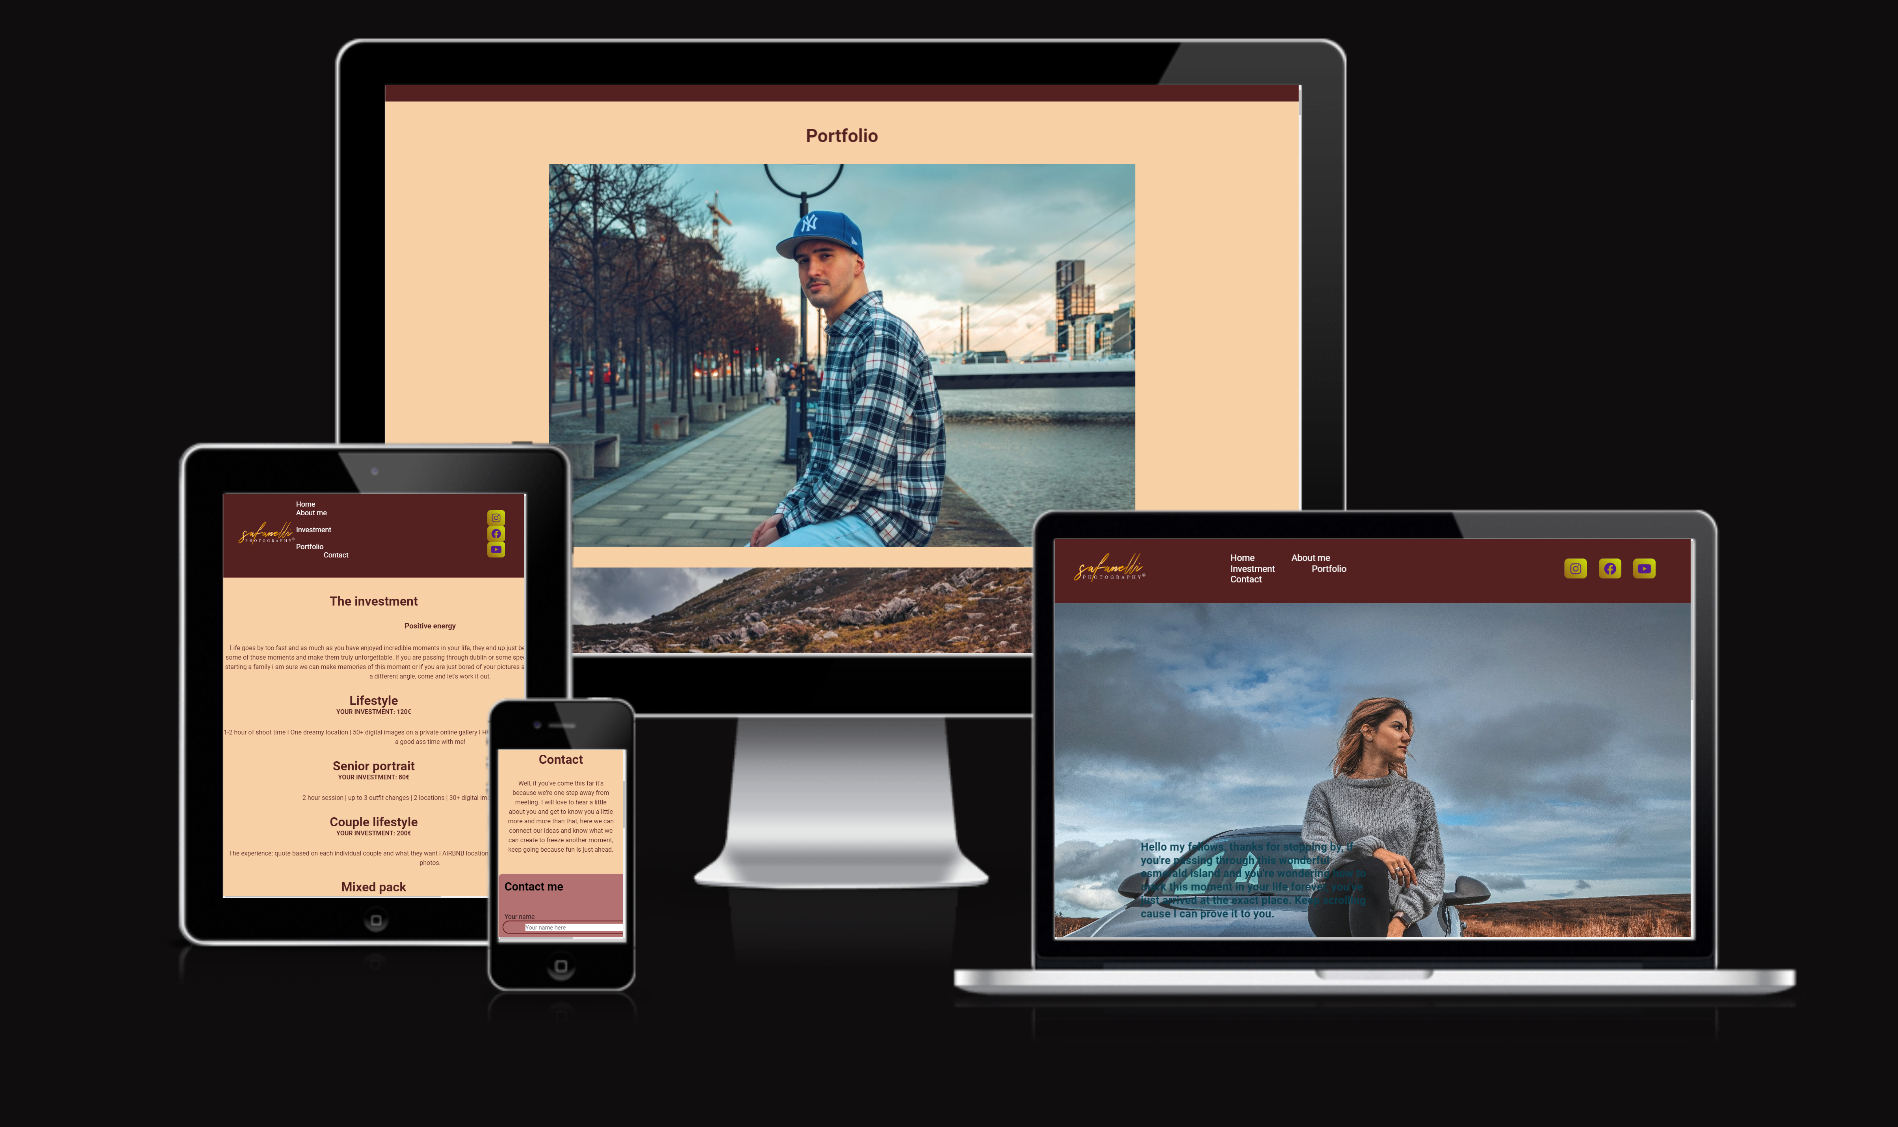 Portfolio
NY
Home
About me
Investment
Portfolio
Contact
safanelli
PHOTOGRAPHY®
The investment
Positive energy
Life goes by too fast and as much as you have enjoyed incredible moments in your life, they end up just be
some of those moments and make them truly unforgettable. If you are passing through dublin or some spe
starting a family I am sure we can make memories of this moment or if you are just bored of your pictures a
a different angle, come and let's work it out.
Lifestyle
YOUR INVESTMENT: 120€
1-2 hour of shoot time | One dreamy location | 50+ digital images on a private online gallery |
a good ass time with me!
Senior portrait
YOUR INVESTMENT: 80€
2 hour session | up to 3 outfit changes | 2 locations | 30+ digital im
Couple lifestyle
YOUR INVESTMENT: 200€
The experience: quote based on each individual couple and what they want | AIRBNB location
photos.
Mixed pack
Contact
Well, if you've come this far it's
because we're one step away from
meeting. I will love to hear a little
about you and get to know you a little
more and more than that, here we can
connect our ideas and know what we
can create to freeze another moment,
keep going because fun is just ahead.
Contact me
Your name
Your name here
safanelli
PHOTOGRAPHY®
Home About me
Investment Portfolio
Contact
Hello my fellows, thanks for stopping by, if
you're passing through this wonderful
esmerald island and you're wondering how to
mark this moment in your life forever, you've
just arrived at the exact place. Keep scrolling
cause I can prove it to you.